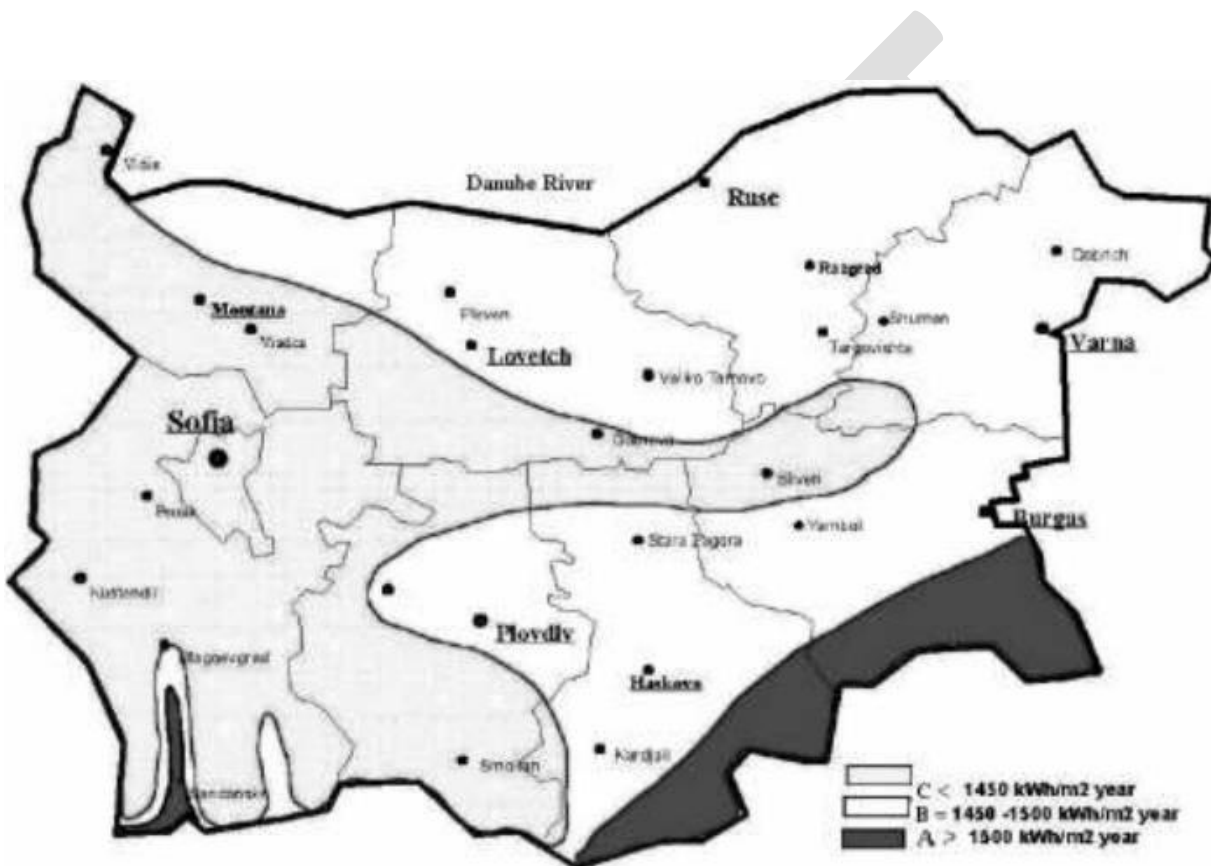 Vidin
Danube River
Ruse
Razgrad
Dobrich
Montana
Pleven
Shuman
Vratca
Lovetch
Targovishte
Varna
Veliko Tarnovo
Sofia
Gabrovo
Sliven
Pernik
Burgas
Stara Zagora
Yambol
Kustendil
Plovdiv
Blagoevgrad
Haskovo
Kardjali
Smolian
Sandanski
C < 1450 kWh/m2 year
B = 1450 -1500 kWh/m2 year
A > 1500 kWh/m2 year